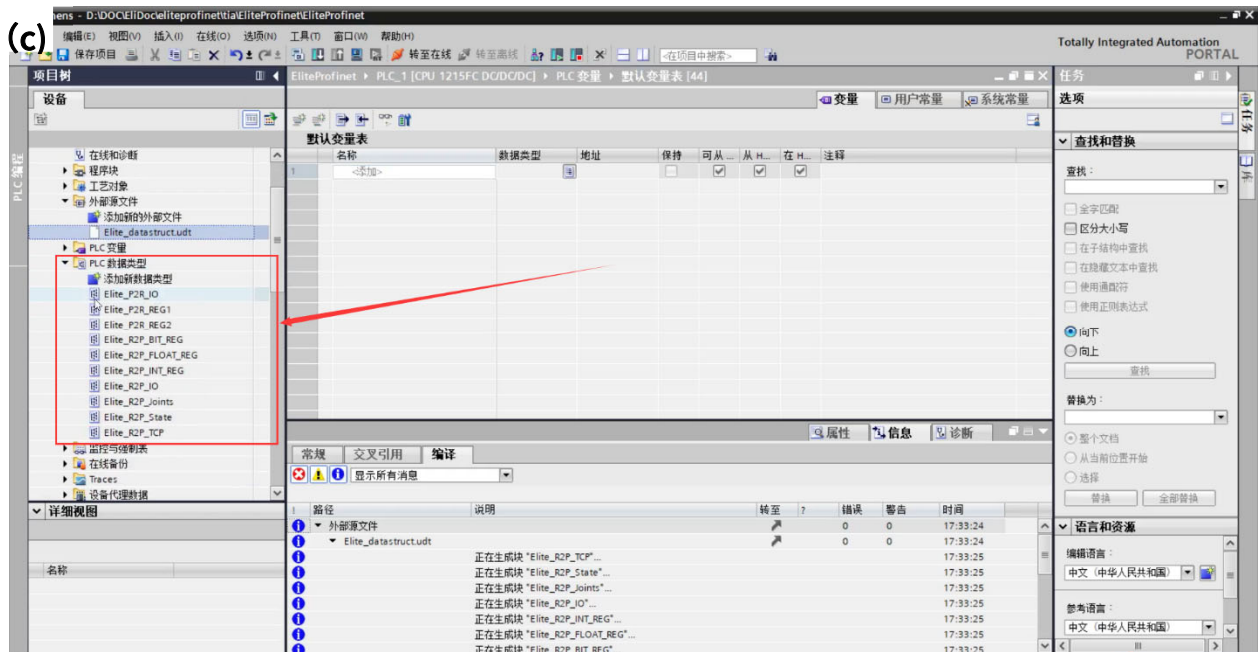 (c)
ens - D:\DOC\EliDoc\eliteprofinet\tia\EliteProfinet\EliteProfinet
编辑(E) 视图(V) 插入(I) 在线(O) 选项(N) 工具(T) 窗口(W) 帮助(H)
保存项目 转至在线 转至离线 <在项目中搜索>
Totally Integrated Automation
PORTAL
项目树
EliteProfinet ▸ PLC_1 [CPU 1215FC DC/DC/DC] ▸ PLC 变量 ▸ 默认变量表 [44]
任务
设备
变量 用户常量 系统常量
选项
PLC 编程
默认变量表
名称 数据类型 地址 保持 可从 ... 从 H... 在 H... 注释
1 <添加>
在线和诊断
程序块
工艺对象
外部源文件
添加新的外部文件
Elite_datastruct.udt
PLC 变量
PLC 数据类型
添加新数据类型
Elite_P2R_IO
Elite_P2R_REG1
Elite_P2R_REG2
Elite_R2P_BIT_REG
Elite_R2P_FLOAT_REG
Elite_R2P_INT_REG
Elite_R2P_IO
Elite_R2P_Joints
Elite_R2P_State
Elite_R2P_TCP
监控与强制表
在线备份
Traces
设备代理数据
详细视图
名称
属性 信息 诊断
常规 交叉引用 编译
显示所有消息
! 路径 说明 转至 ? 错误 警告 时间
外部源文件 0 0 17:33:24
Elite_datastruct.udt 0 0 17:33:24
正在生成块 "Elite_R2P_TCP"... 17:33:25
正在生成块 "Elite_R2P_State"... 17:33:25
正在生成块 "Elite_R2P_Joints"... 17:33:25
正在生成块 "Elite_R2P_IO"... 17:33:25
正在生成块 "Elite_R2P_INT_REG"... 17:33:25
正在生成块 "Elite_R2P_FLOAT_REG"... 17:33:25
正在生成块 "Elite_R2P_BIT_REG"... 17:33:25
查找和替换
查找：
全字匹配
区分大小写
在子结构中查找
在隐藏文本中查找
使用通配符
使用正则表达式
向下
向上
查找
替换为：
整个文档
从当前位置开始
选择
替换 全部替换
语言和资源
编辑语言：
中文（中华人民共和国）
参考语言：
中文（中华人民共和国）
任务
库